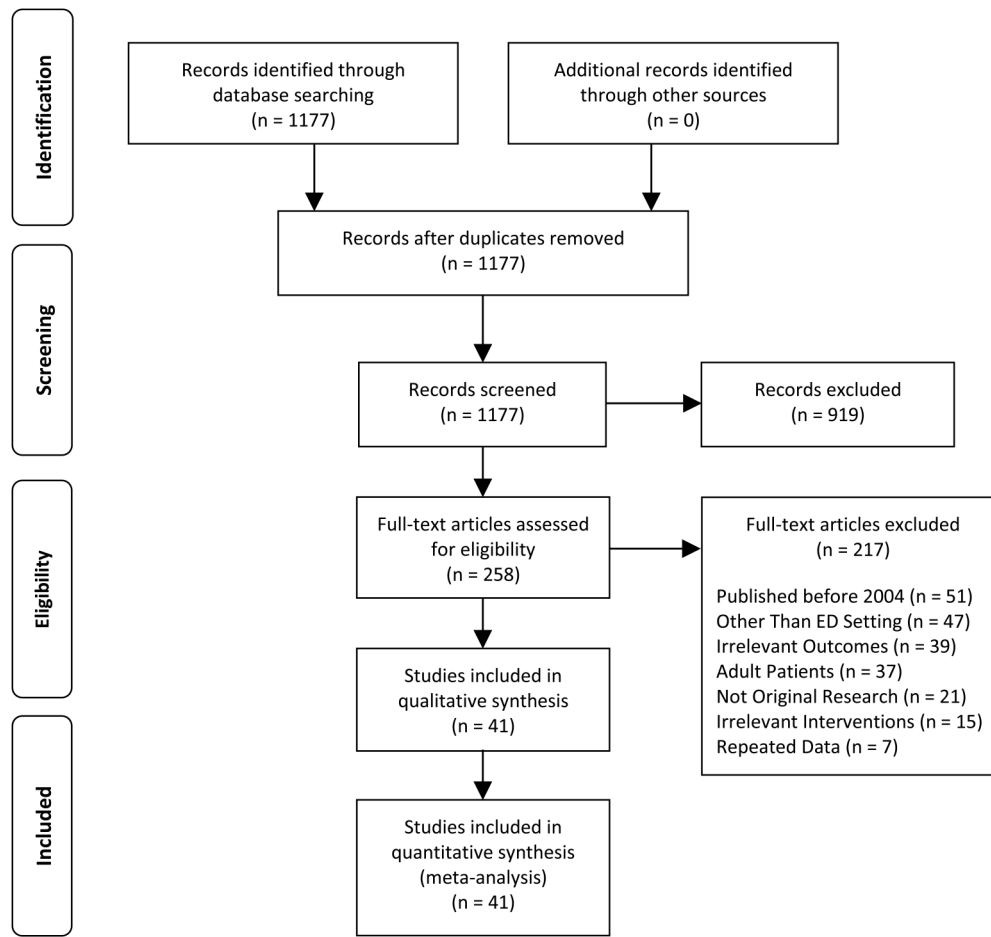 Identification
Records identified through
database searching
(n = 1177)
Additional records identified
through other sources
(n = 0)
Records after duplicates removed
(n = 1177)
Screening
Records screened
(n = 1177)
Records excluded
(n = 919)
Eligibility
Full-text articles assessed
for eligibility
(n = 258)
Full-text articles excluded
(n = 217)
Published before 2004 (n = 51)
Other Than ED Setting (n = 47)
Irrelevant Outcomes (n = 39)
Adult Patients (n = 37)
Not Original Research (n = 21)
Irrelevant Interventions (n = 15)
Repeated Data (n = 7)
Studies included in
qualitative synthesis
(n = 41)
Included
Studies included in
quantitative synthesis
(meta-analysis)
(n = 41)